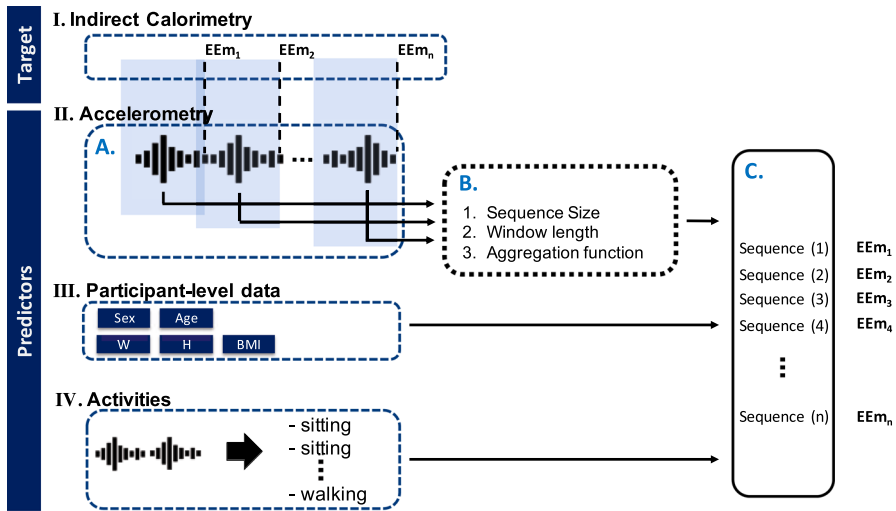 Target
Predictors
I. Indirect Calorimetry
EEm₁
EEm₂
EEmₙ
II. Accelerometry
A.
...
B.
1. Sequence Size
2. Window length
3. Aggregation function
III. Participant-level data
Sex
Age
W
H
BMI
IV. Activities
- sitting
- sitting
- walking
C.
Sequence (1) EEm₁
Sequence (2) EEm₂
Sequence (3) EEm₃
Sequence (4) EEm₄
Sequence (n) EEmₙ